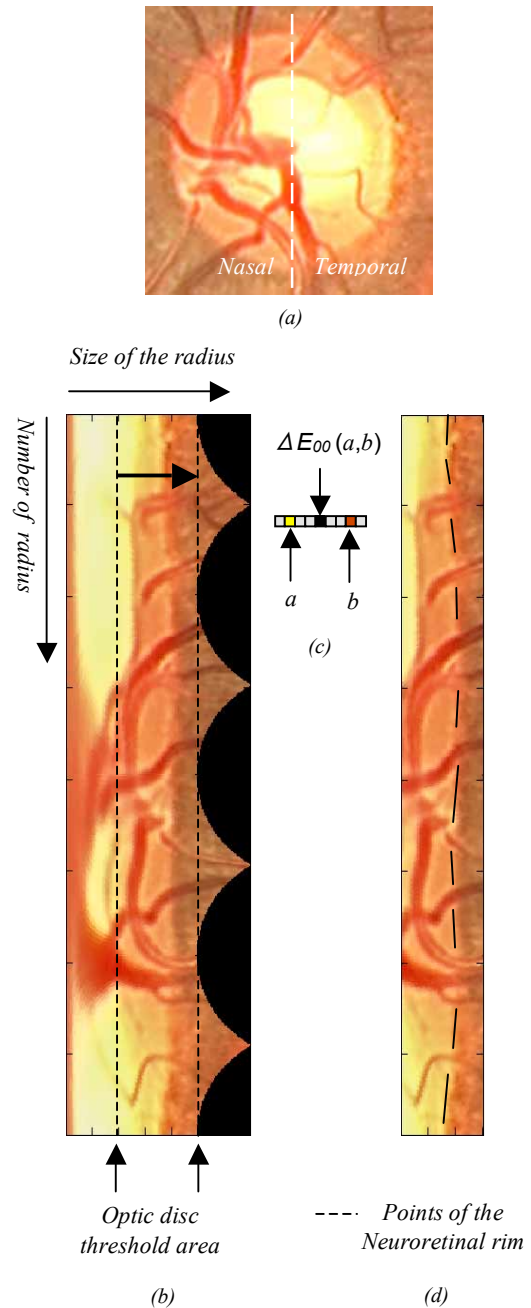 Nasal
Temporal
(a)
Size of the radius
Number of radius
ΔE00 (a,b)
a
b
(c)
Optic disc
threshold area
Points of the
Neuroretinal rim
(b)
(d)